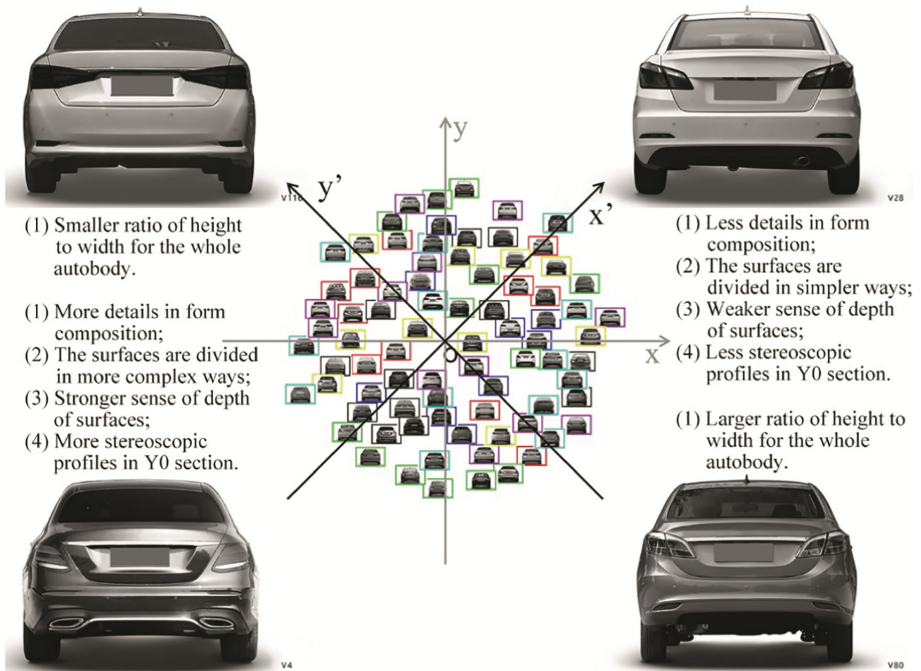 y
y'
x'
V116
V28
(1) Smaller ratio of height
to width for the whole
autobody.
(1) More details in form
composition;
(2) The surfaces are divided
in more complex ways;
(3) Stronger sense of depth
of surfaces;
(4) More stereoscopic
profiles in Y0 section.
O
x
(1) Less details in form
composition;
(2) The surfaces are
divided in simpler ways;
(3) Weaker sense of depth
of surfaces;
(4) Less stereoscopic
profiles in Y0 section.
(1) Larger ratio of height to
width for the whole
autobody.
V4
V80